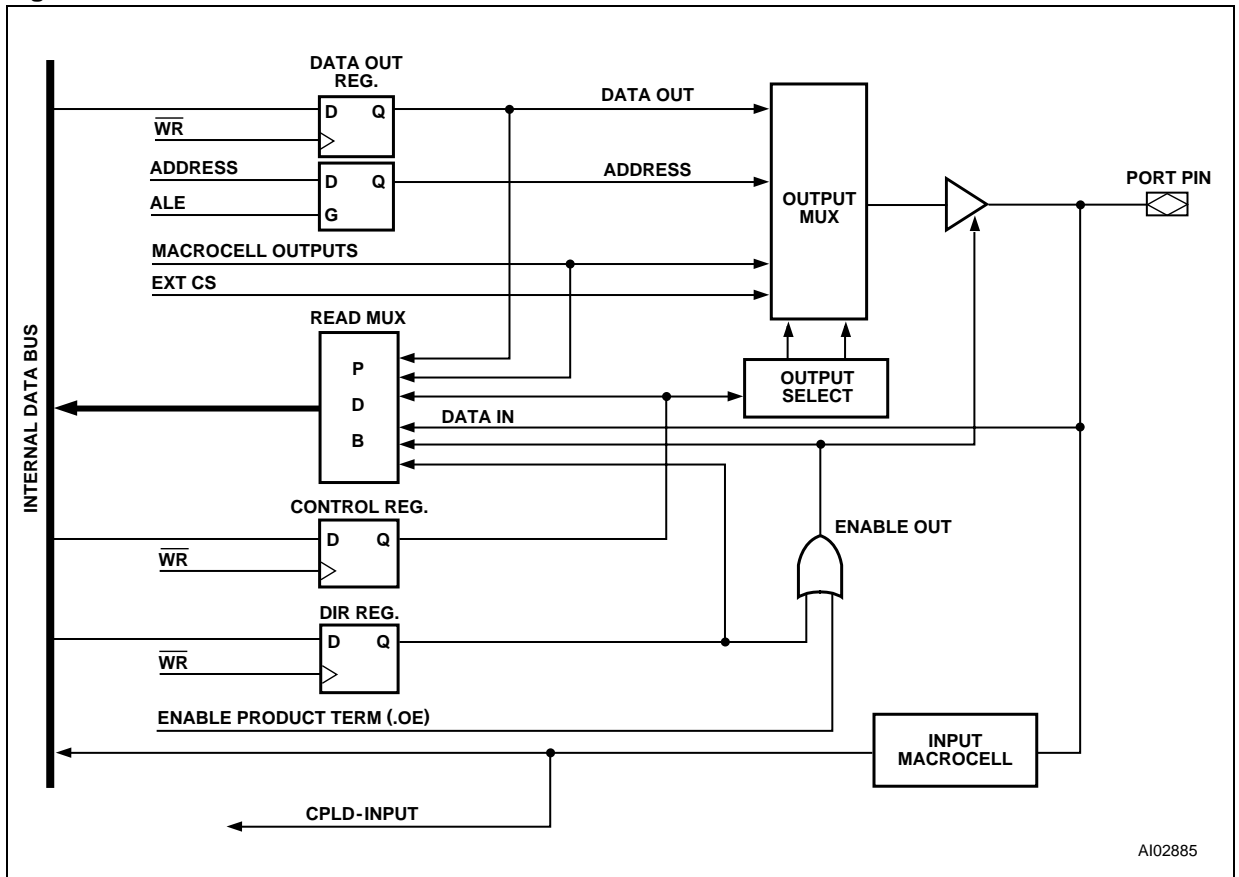 DATA OUT
REG.
D Q
WR
DATA OUT
ADDRESS
ALE
D Q
G
ADDRESS
OUTPUT
MUX
PORT PIN
MACROCELL OUTPUTS
EXT CS
READ MUX
P
D
B
OUTPUT
SELECT
DATA IN
INTERNAL DATA BUS
CONTROL REG.
D Q
WR
ENABLE OUT
DIR REG.
D Q
WR
ENABLE PRODUCT TERM (.OE)
INPUT
MACROCELL
CPLD-INPUT
AI02885